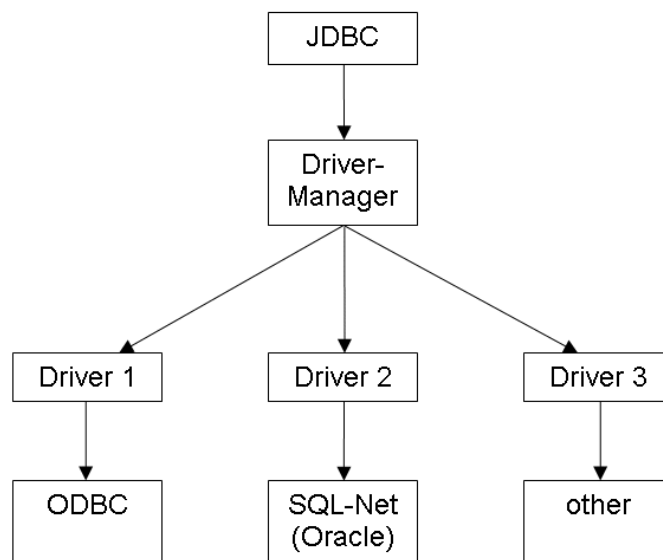 JDBC
Driver-
Manager
Driver 1
Driver 2
Driver 3
ODBC
SQL-Net
(Oracle)
other